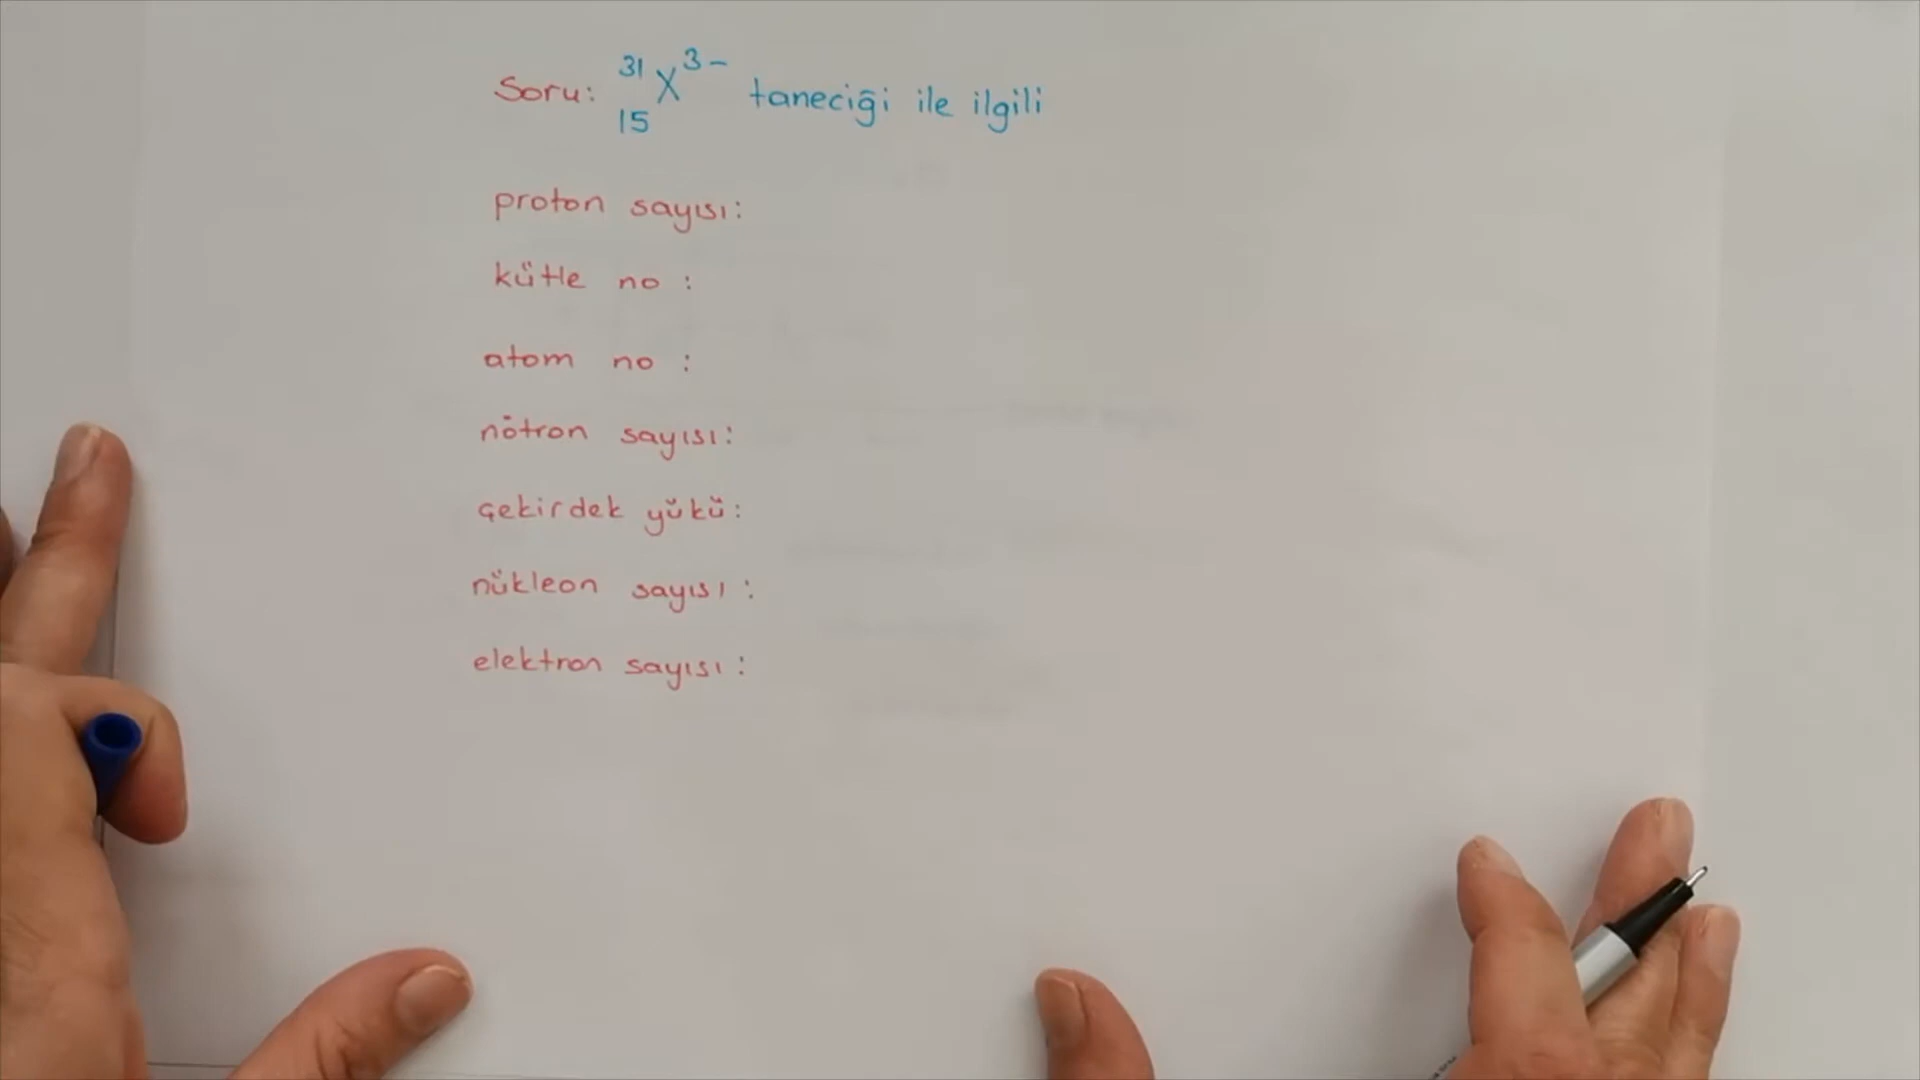 Soru: ³¹₁₅X³⁻ taneciği ile ilgili
proton sayısı:
kütle no :
atom no :
nötron sayısı:
çekirdek yükü:
nükleon sayısı :
elektron sayısı :